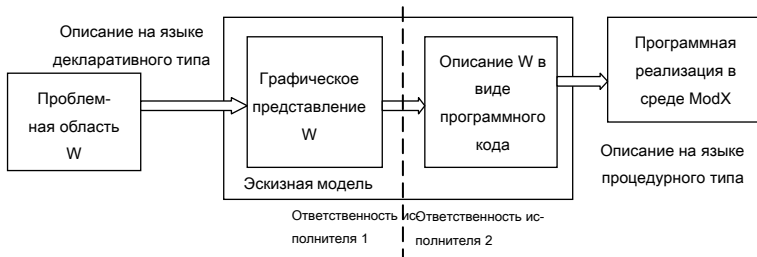 Описание на языке
декларативного типа
Проблем-
ная область
W
Графическое
представление
W
Эскизная модель
Описание W в
виде
программного
кода
Программная
реализация в
среде ModX
Описание на языке
процедурного типа
Ответственность ис-
полнителя 1
Ответственность ис-
полнителя 2